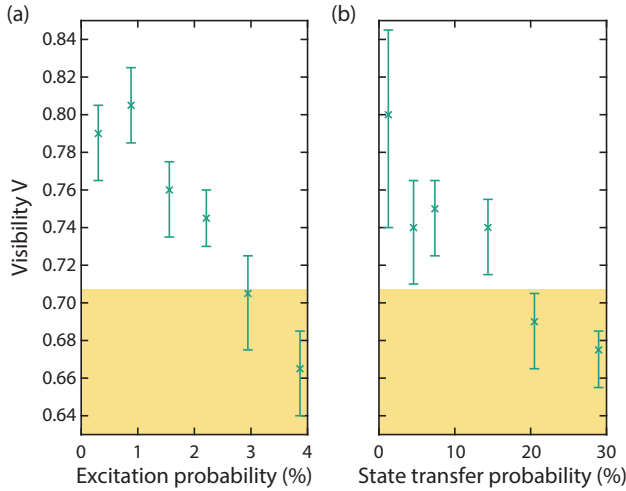 (a)
(b)
Visibility V
0.84
0.82
0.80
0.78
0.76
0.74
0.72
0.70
0.68
0.66
0.64
0 1 2 3 4
0 10 20 30
Excitation probability (%)
State transfer probability (%)